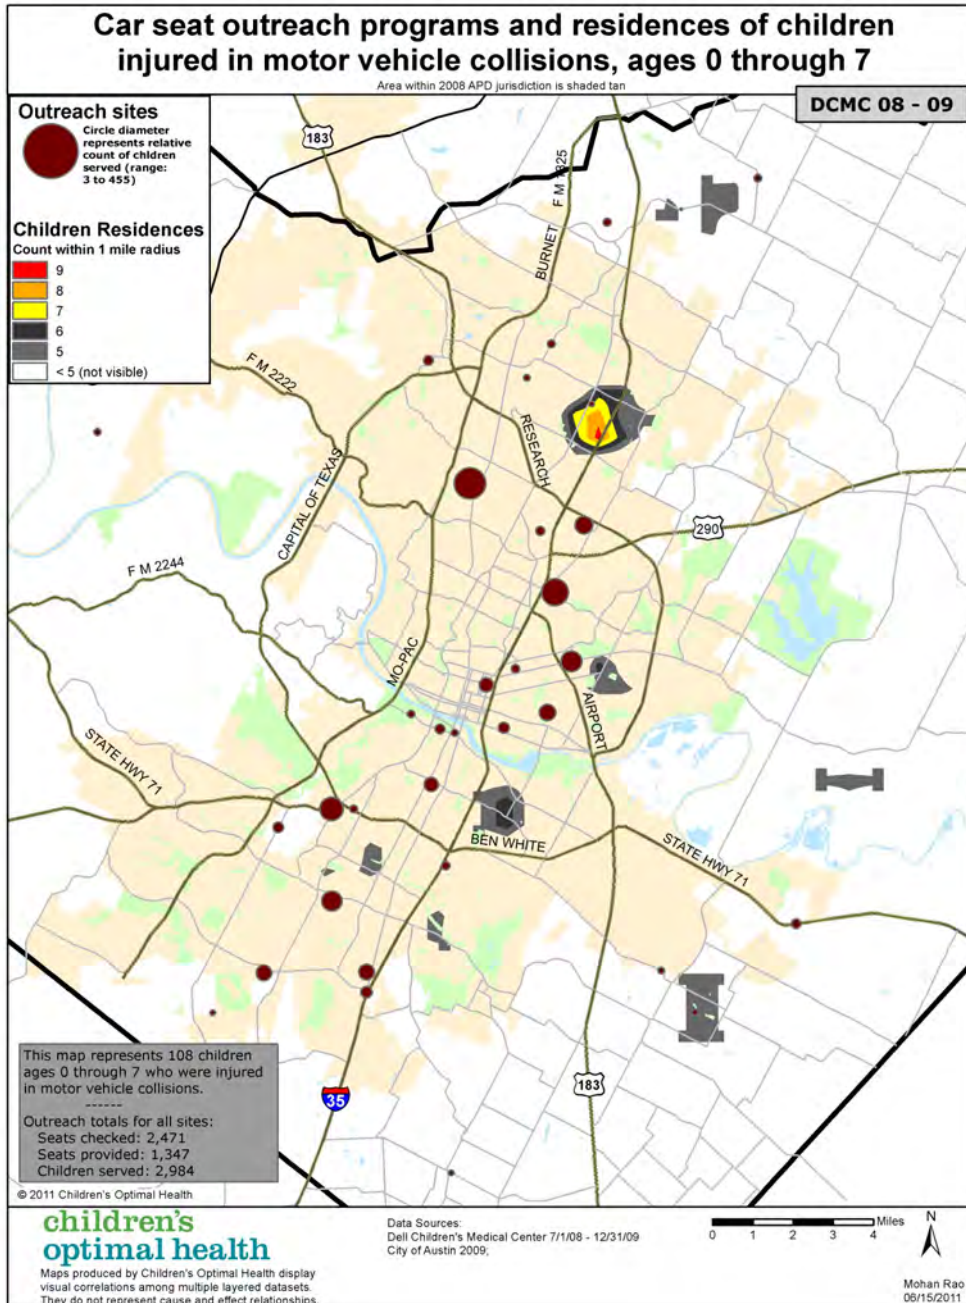 Car seat outreach programs and residences of children
injured in motor vehicle collisions, ages 0 through 7
Area within 2008 APD jurisdiction is shaded tan
DCMC 08 - 09
Outreach sites
Circle diameter
represents relative
count of chldren
served (range:
3 to 455)
Children Residences
Count within 1 mile radius
9
8
7
6
5
< 5 (not visible)
183
F M 1325
BURNET
F M 2222
RESEARCH
CAPITAL OF TEXAS
290
F M 2244
MO-PAC
AIRPORT
STATE HWY 71
BEN WHITE
STATE HWY 71
183
35
This map represents 108 children
ages 0 through 7 who were injured
in motor vehicle collisions.
------
Outreach totals for all sites:
Seats checked: 2,471
Seats provided: 1,347
Children served: 2,984
© 2011 Children's Optimal Health
children's
optimal health
Maps produced by Children's Optimal Health display
visual correlations among multiple layered datasets.
They do not represent cause and effect relationships.
Data Sources:
Dell Children's Medical Center 7/1/08 - 12/31/09
City of Austin 2009;
Miles
0 1 2 3 4
N
Mohan Rao
06/15/2011